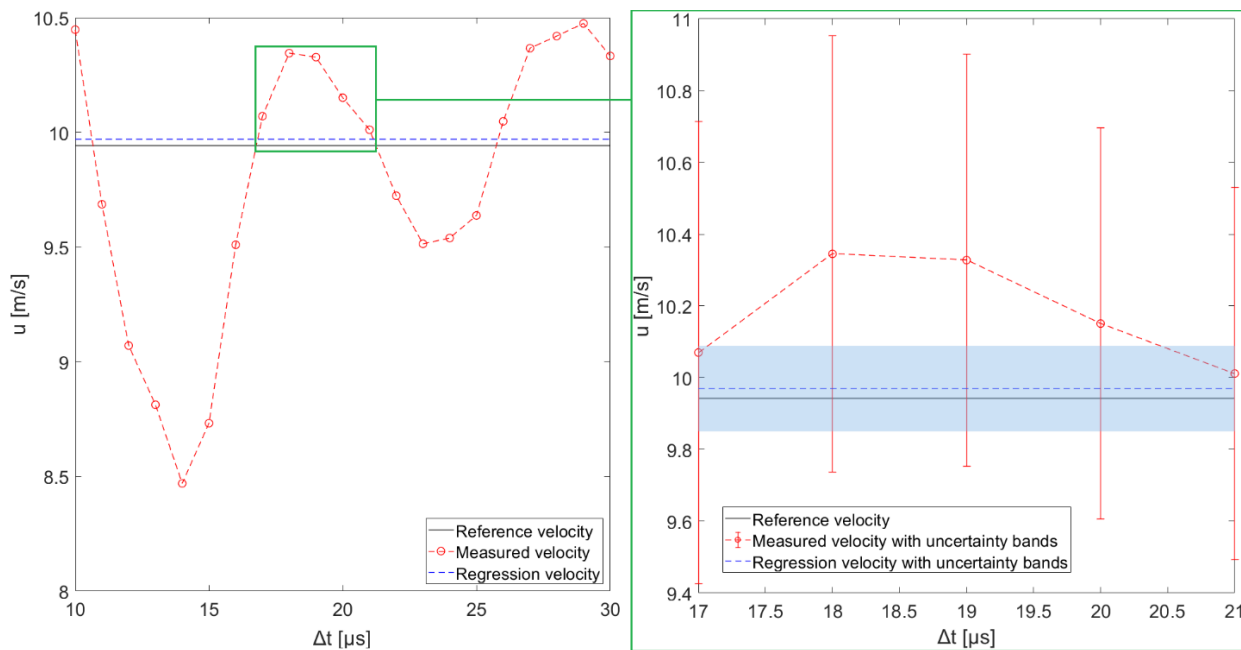 10.5
10
9.5
9
8.5
8
10
15
20
25
30
u [m/s]
Δt [μs]
Reference velocity
Measured velocity
Regression velocity
11
10.8
10.6
10.4
10.2
10
9.8
9.6
9.4
17
17.5
18
18.5
19
19.5
20
20.5
21
u [m/s]
Δt [μs]
Reference velocity
Measured velocity with uncertainty bands
Regression velocity with uncertainty bands